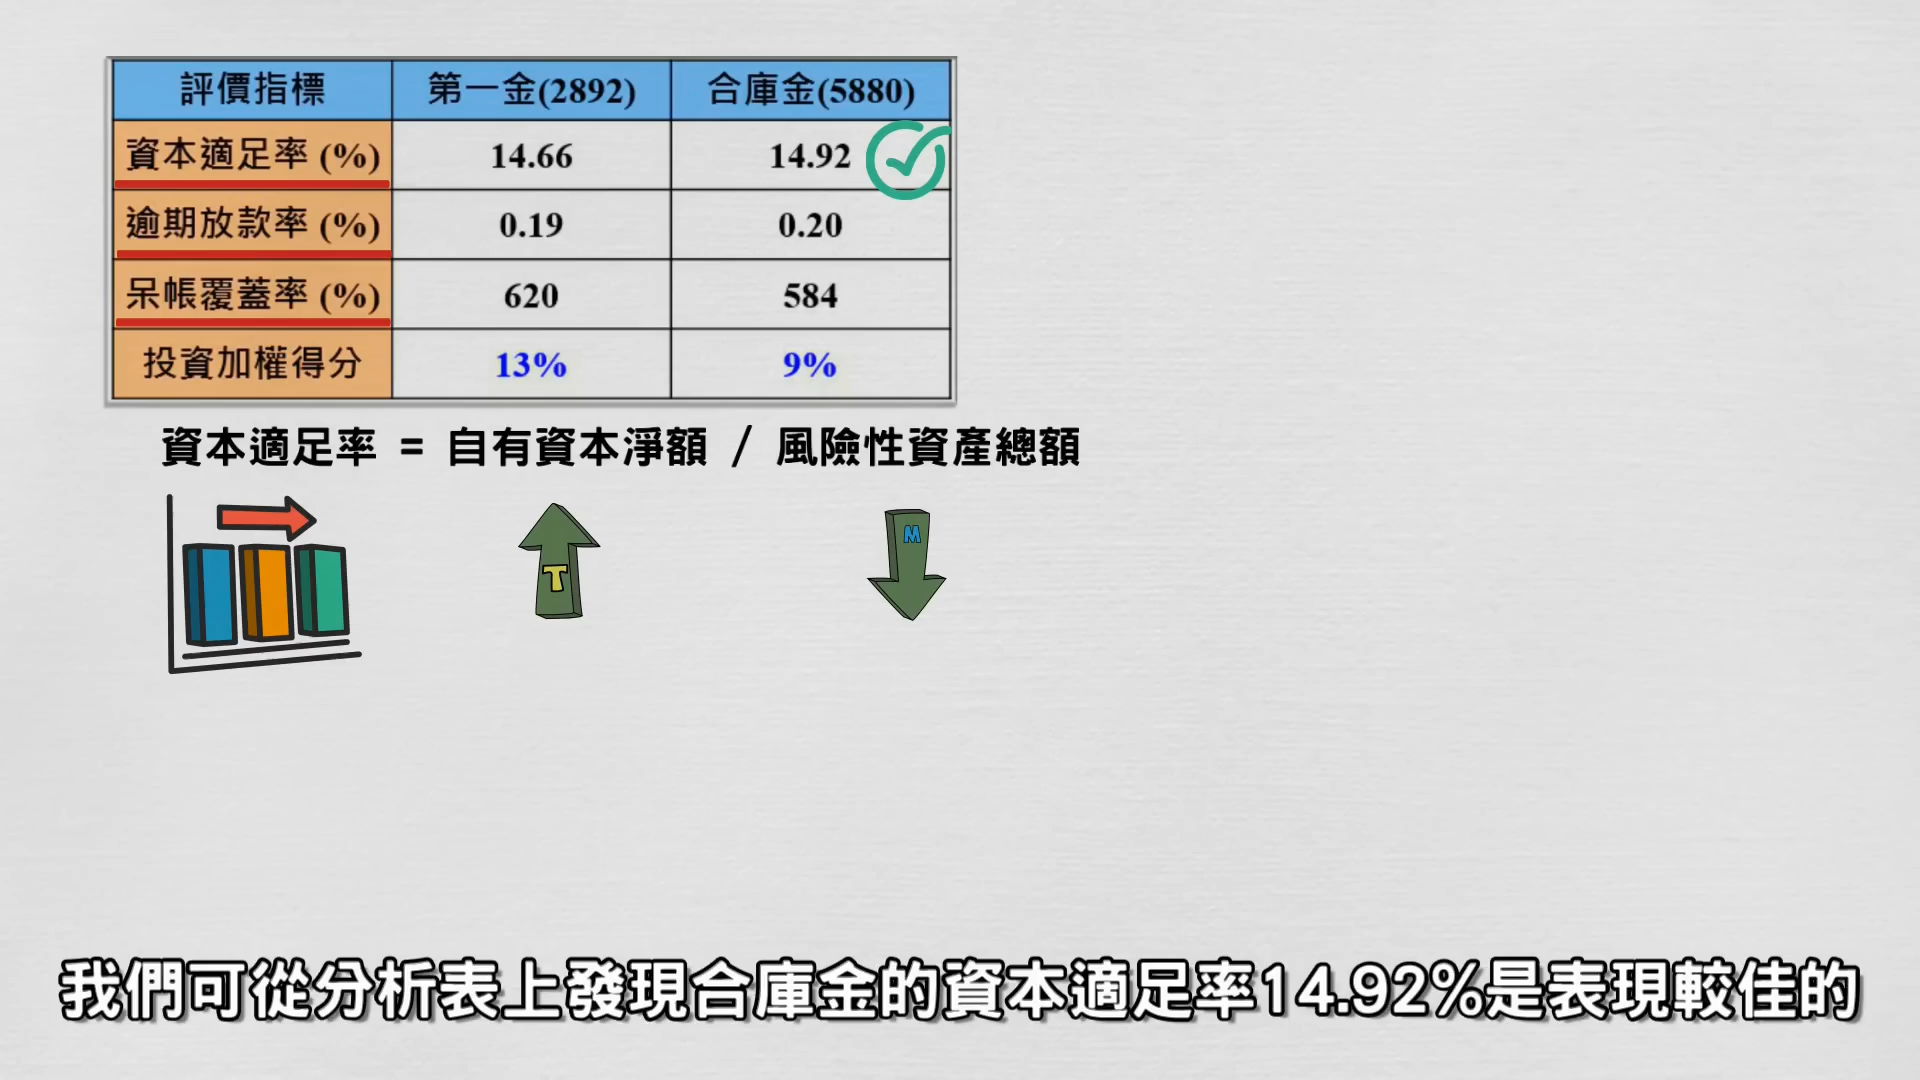 評價指標 第一金(2892) 合庫金(5880)
資本適足率 (%) 14.66 14.92
逾期放款率 (%) 0.19 0.20
呆帳覆蓋率 (%) 620 584
投資加權得分 13% 9%
資本適足率 = 自有資本淨額 / 風險性資產總額
T
M
我們可從分析表上發現合庫金的資本適足率14.92%是表現較佳的